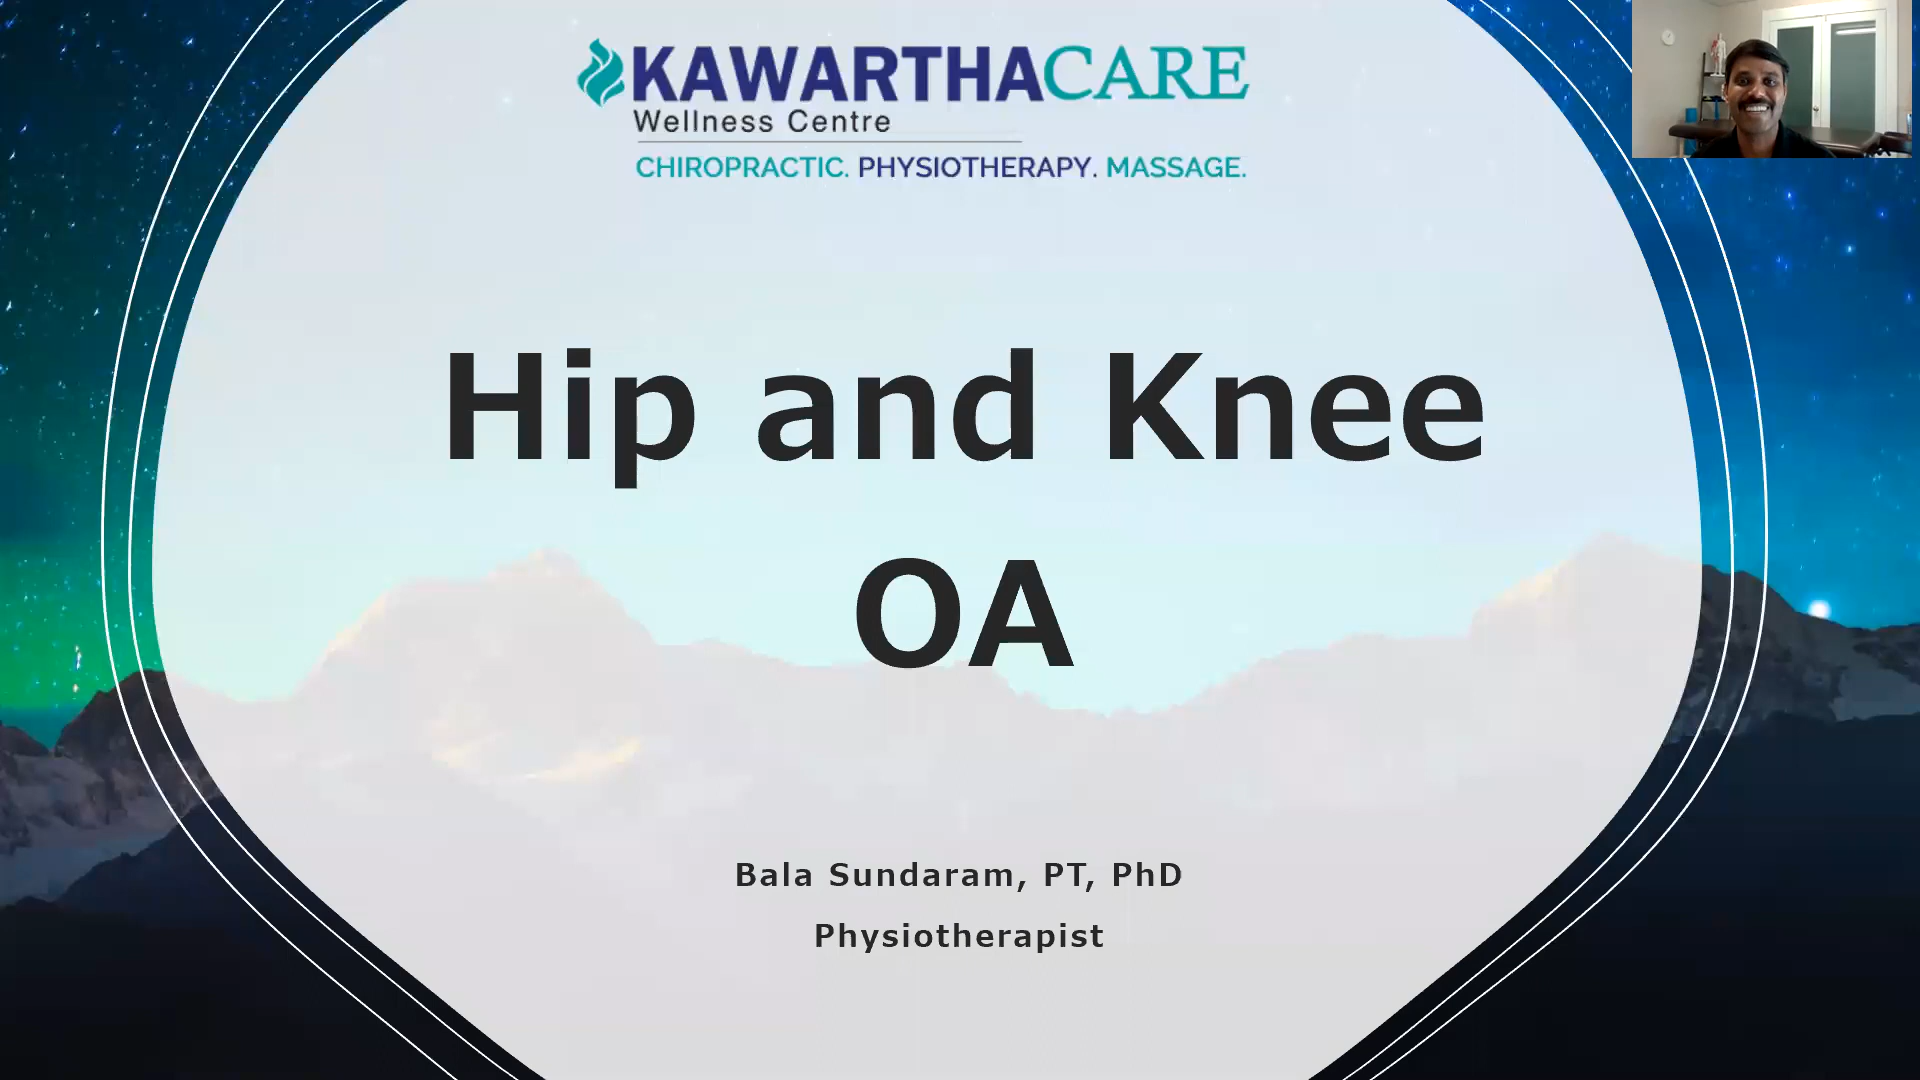 KAWARTHACARE
Wellness Centre
CHIROPRACTIC. PHYSIOTHERAPY. MASSAGE.
Hip and Knee
OA
Bala Sundaram, PT, PhD
Physiotherapist